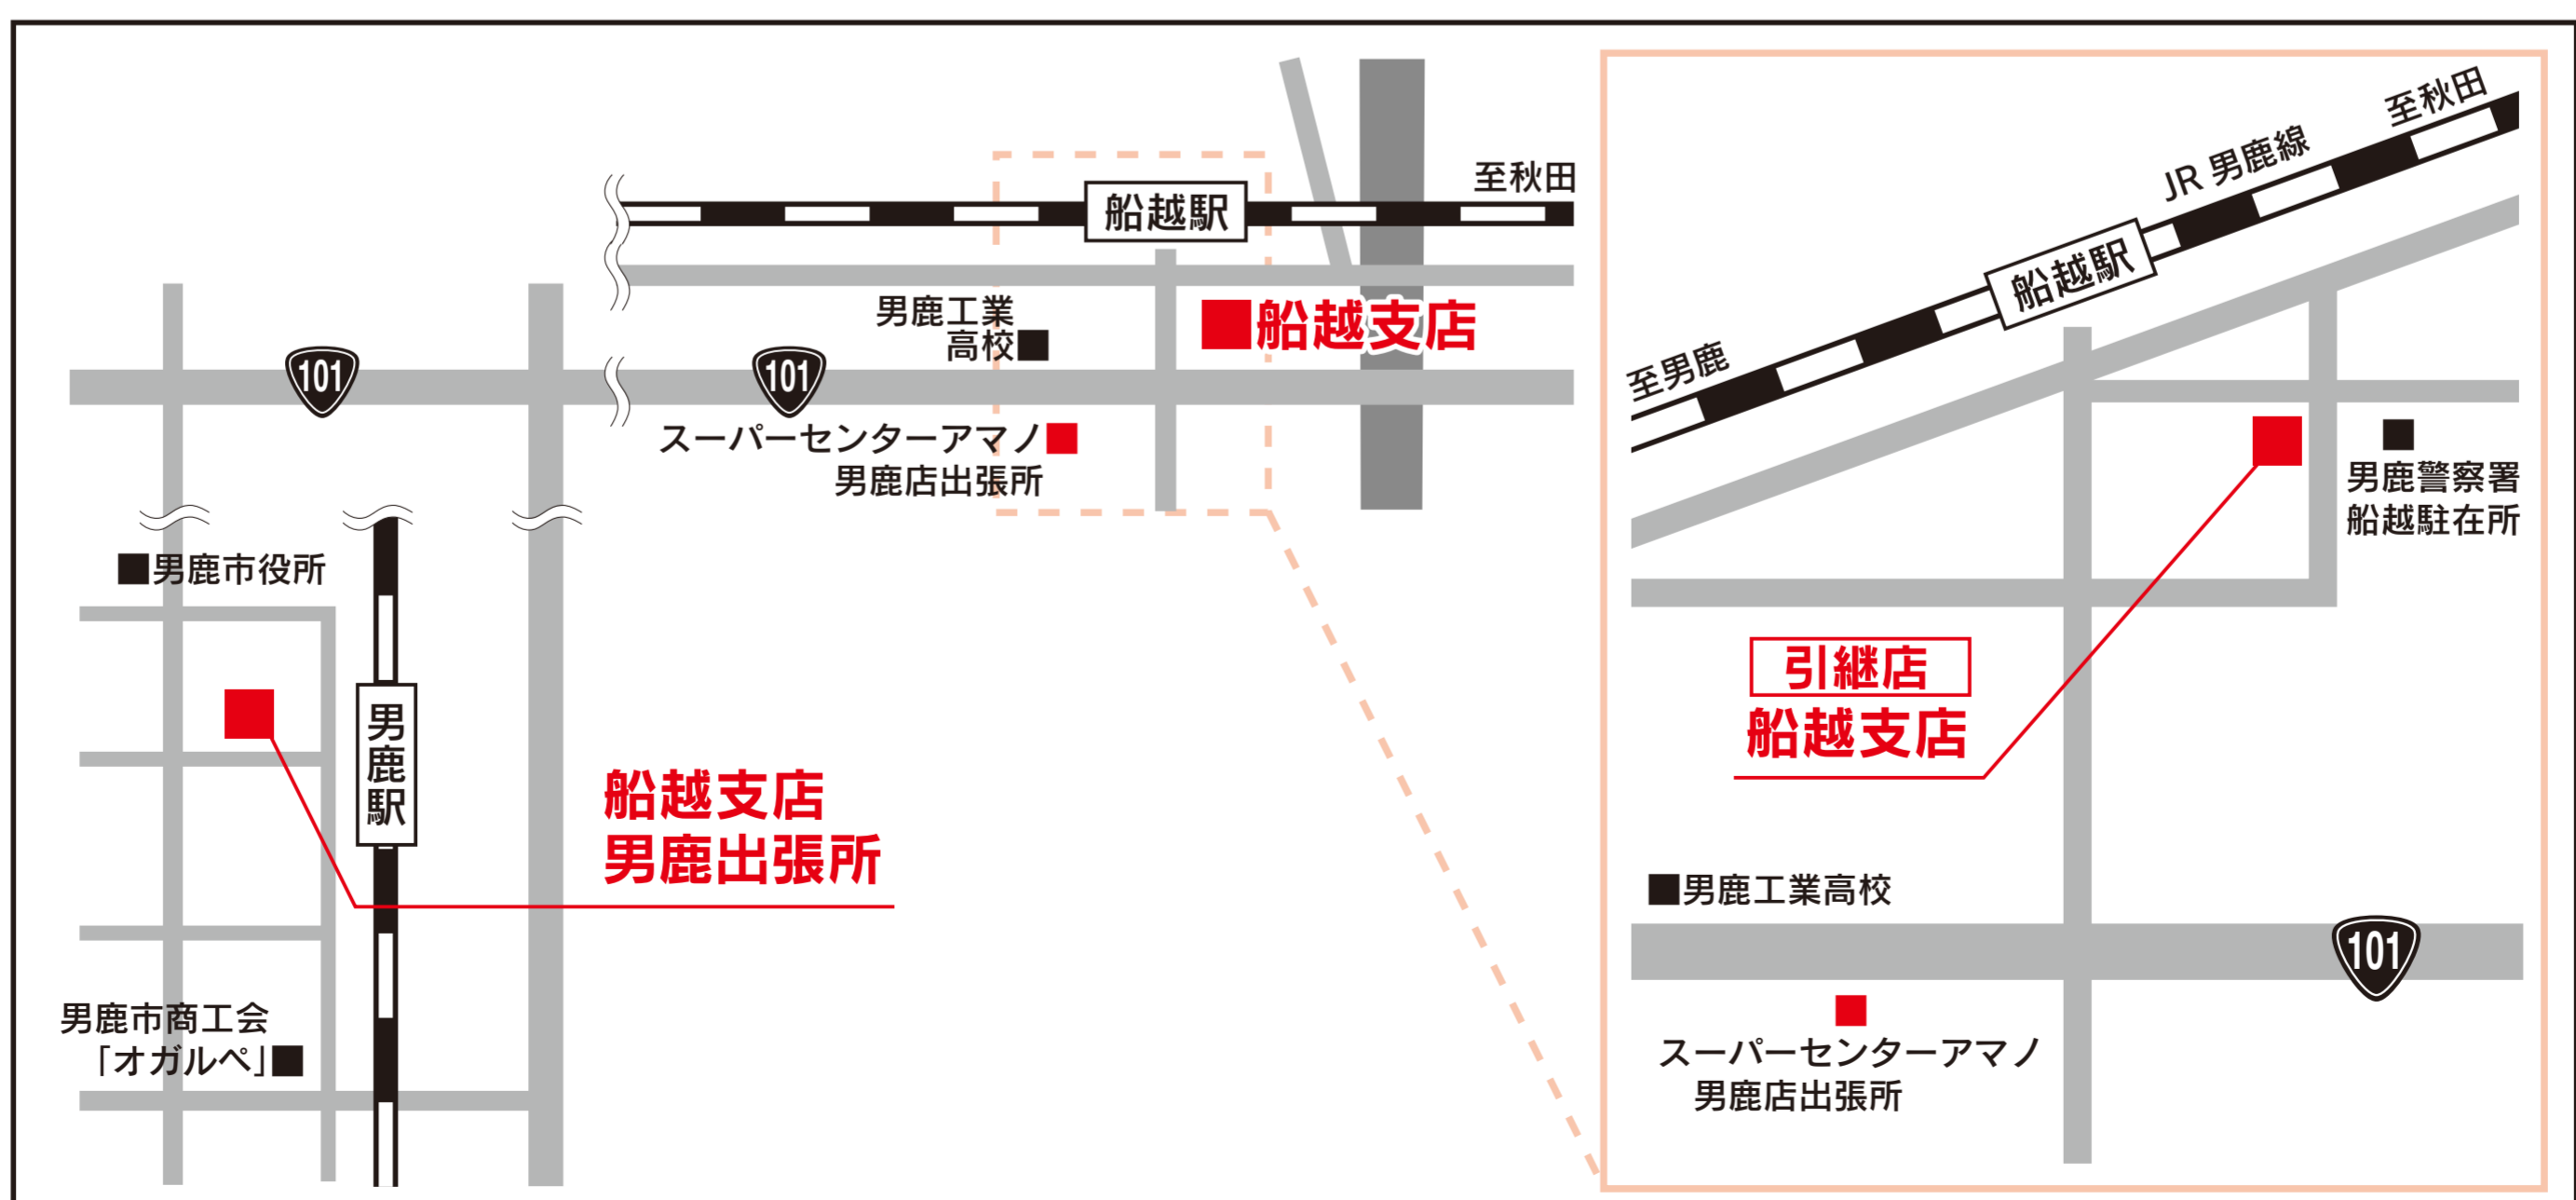 至秋田
船越駅
男鹿工業
高校■
■船越支店
101
101
スーパーセンターアマノ■
男鹿店出張所
■男鹿市役所
男鹿駅
船越支店
男鹿出張所
男鹿市商工会
「オガルペ」■
至秋田
JR 男鹿線
船越駅
至男鹿
男鹿警察署
船越駐在所
引継店
船越支店
■男鹿工業高校
101
スーパーセンターアマノ
男鹿店出張所